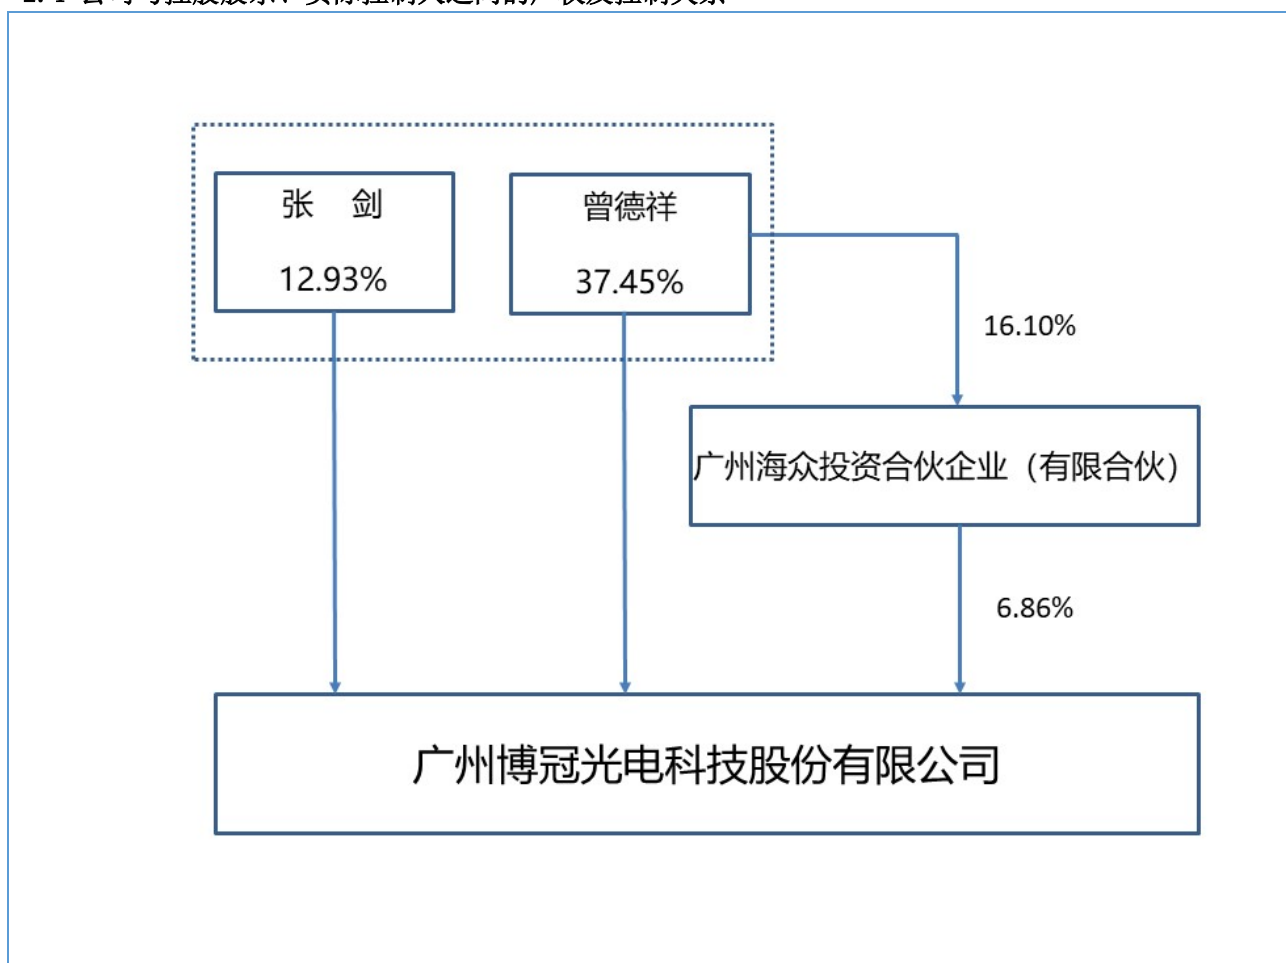 张 剑
12.93%
曾德祥
37.45%
16.10%
广州海众投资合伙企业（有限合伙）
6.86%
广州博冠光电科技股份有限公司